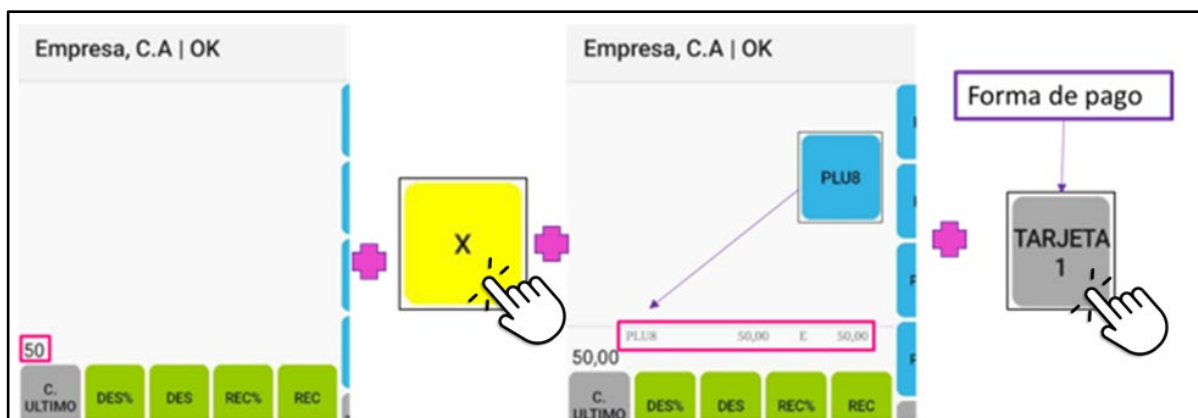 Empresa, C.A | OK
50
C.
ULTIMO
DES%
DES
REC%
REC
X
Empresa, C.A | OK
PLU8
PLU8 50,00 E 50,00
50,00
C.
ULTIMO
DES%
DES
REC%
REC
Forma de pago
TARJETA
1